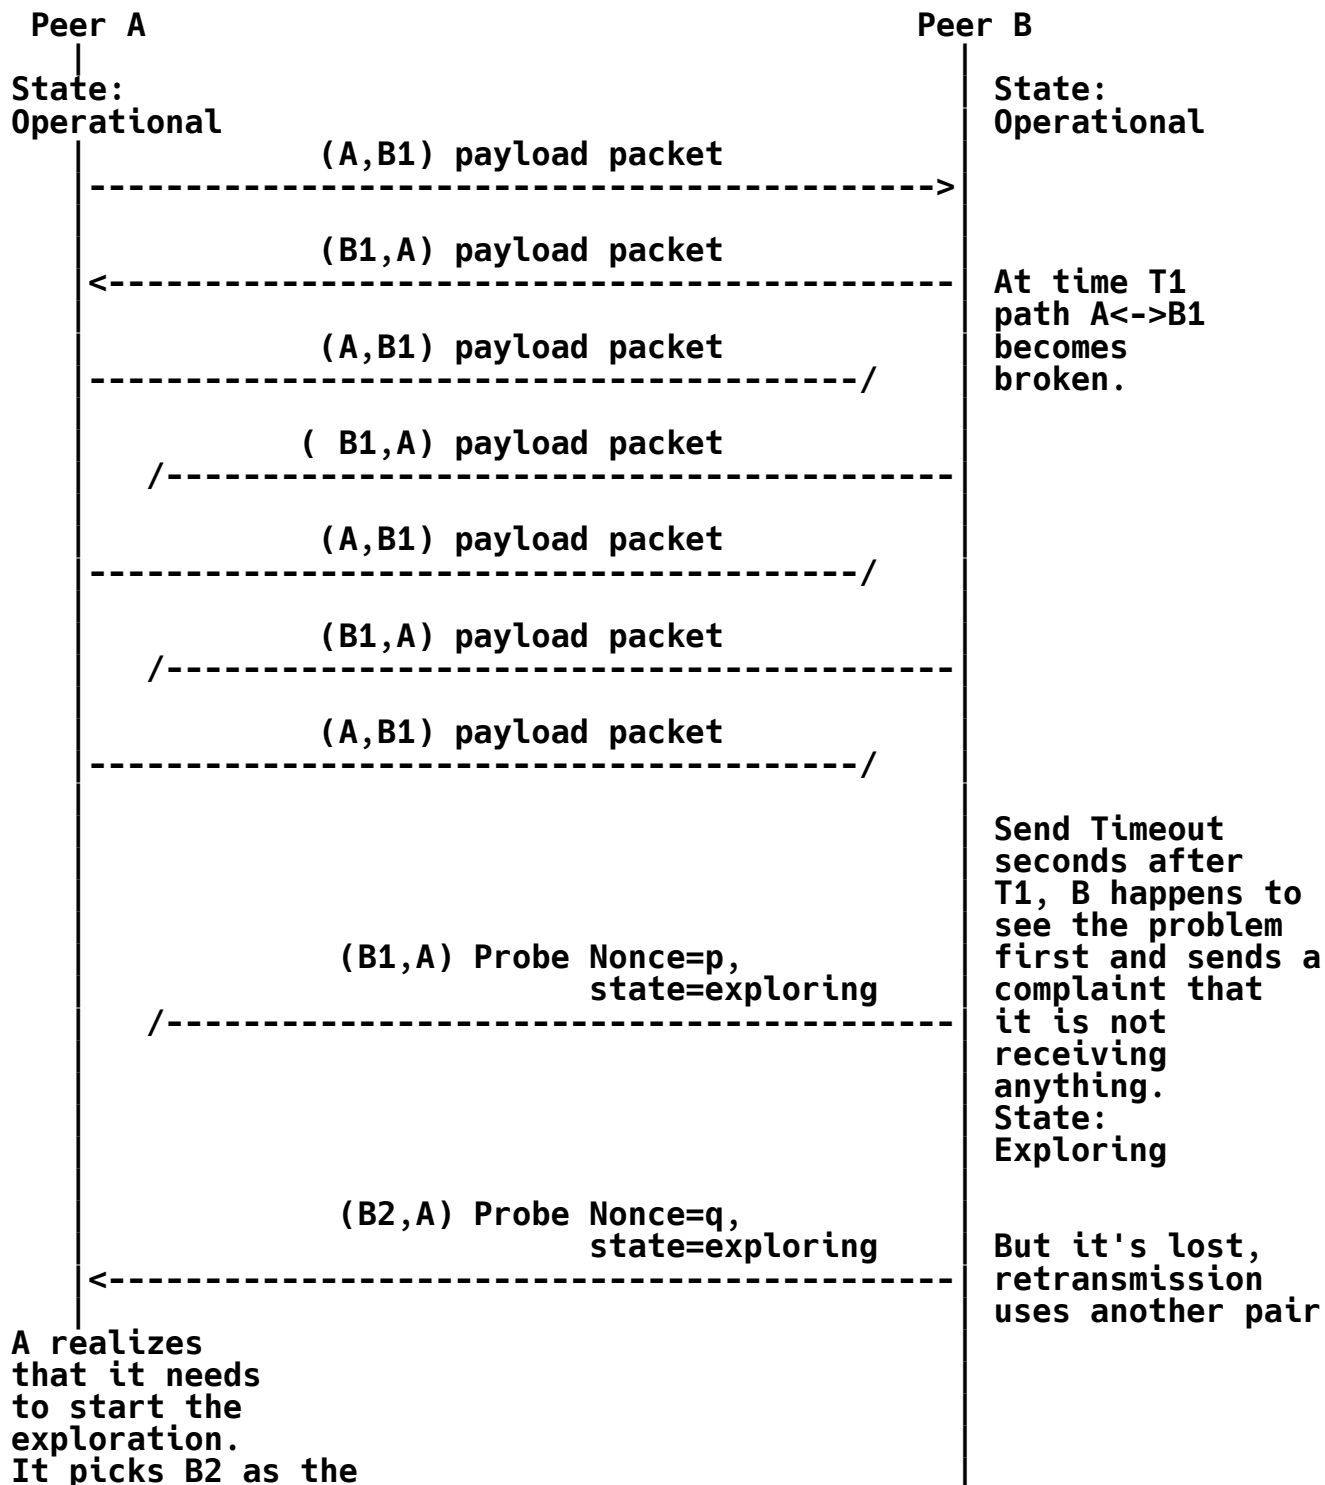 Peer A                                        Peer B
State:                                             State:
Operational                                        Operational
(A,B1) payload packet
-------------------------------------------->
(B1,A) payload packet
<--------------------------------------------  At time T1
path A<->B1
(A,B1) payload packet                becomes
----------------------------------------/      broken.
( B1,A) payload packet
/-----------------------------------------
(A,B1) payload packet
----------------------------------------/
(B1,A) payload packet
/-----------------------------------------
(A,B1) payload packet
----------------------------------------/
Send Timeout
seconds after
T1, B happens to
see the problem
(B1,A) Probe Nonce=p,              first and sends a
state=exploring       complaint that
/-----------------------------------------  it is not
receiving
anything.
State:
Exploring
(B2,A) Probe Nonce=q,
state=exploring       But it's lost,
<--------------------------------------------  retransmission
uses another pair
A realizes
that it needs
to start the
exploration.
It picks B2 as the